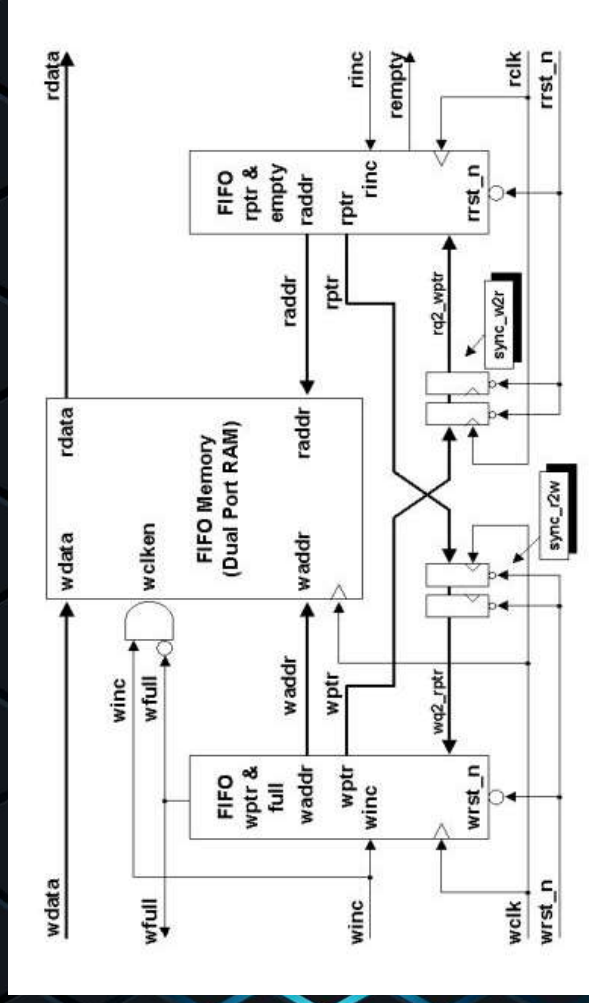 wdata
wfull
winc
wclk
wrst_n
FIFO
wptr &
full
waddr
wptr
winc
wrst_n
winc
wfull
waddr
wptr
wq2_rptr
wdata
rdata
wclken
FIFO Memory
(Dual Port RAM)
waddr
raddr
sync_r2w
raddr
rptr
rq2_wptr
sync_w2r
FIFO
rptr &
empty
raddr
rptr
rinc
rrst_n
rdata
rinc
rempty
rclk
rrst_n